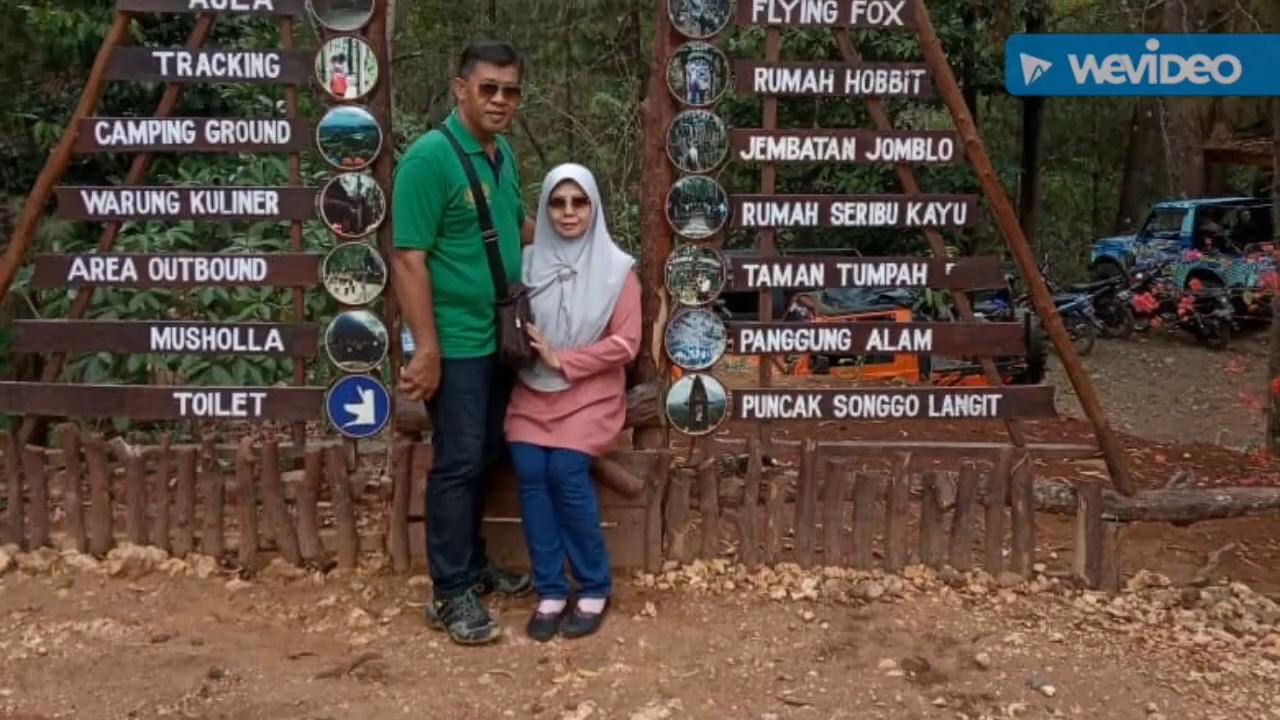 AULA
TRACKING
CAMPING GROUND
WARUNG KULINER
AREA OUTBOUND
MUSHOLLA
TOILET
FLYING FOX
RUMAH HOBBIT
JEMBATAN JOMBLO
RUMAH SERIBU KAYU
TAMAN TUMPAH
PANGGUNG ALAM
PUNCAK SONGGO LANGIT
WEVIDEO